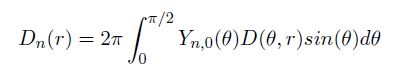 D_n(r) = 2π ∫_0^{π/2} Y_{n,0}(θ)D(θ, r)sin(θ)dθ